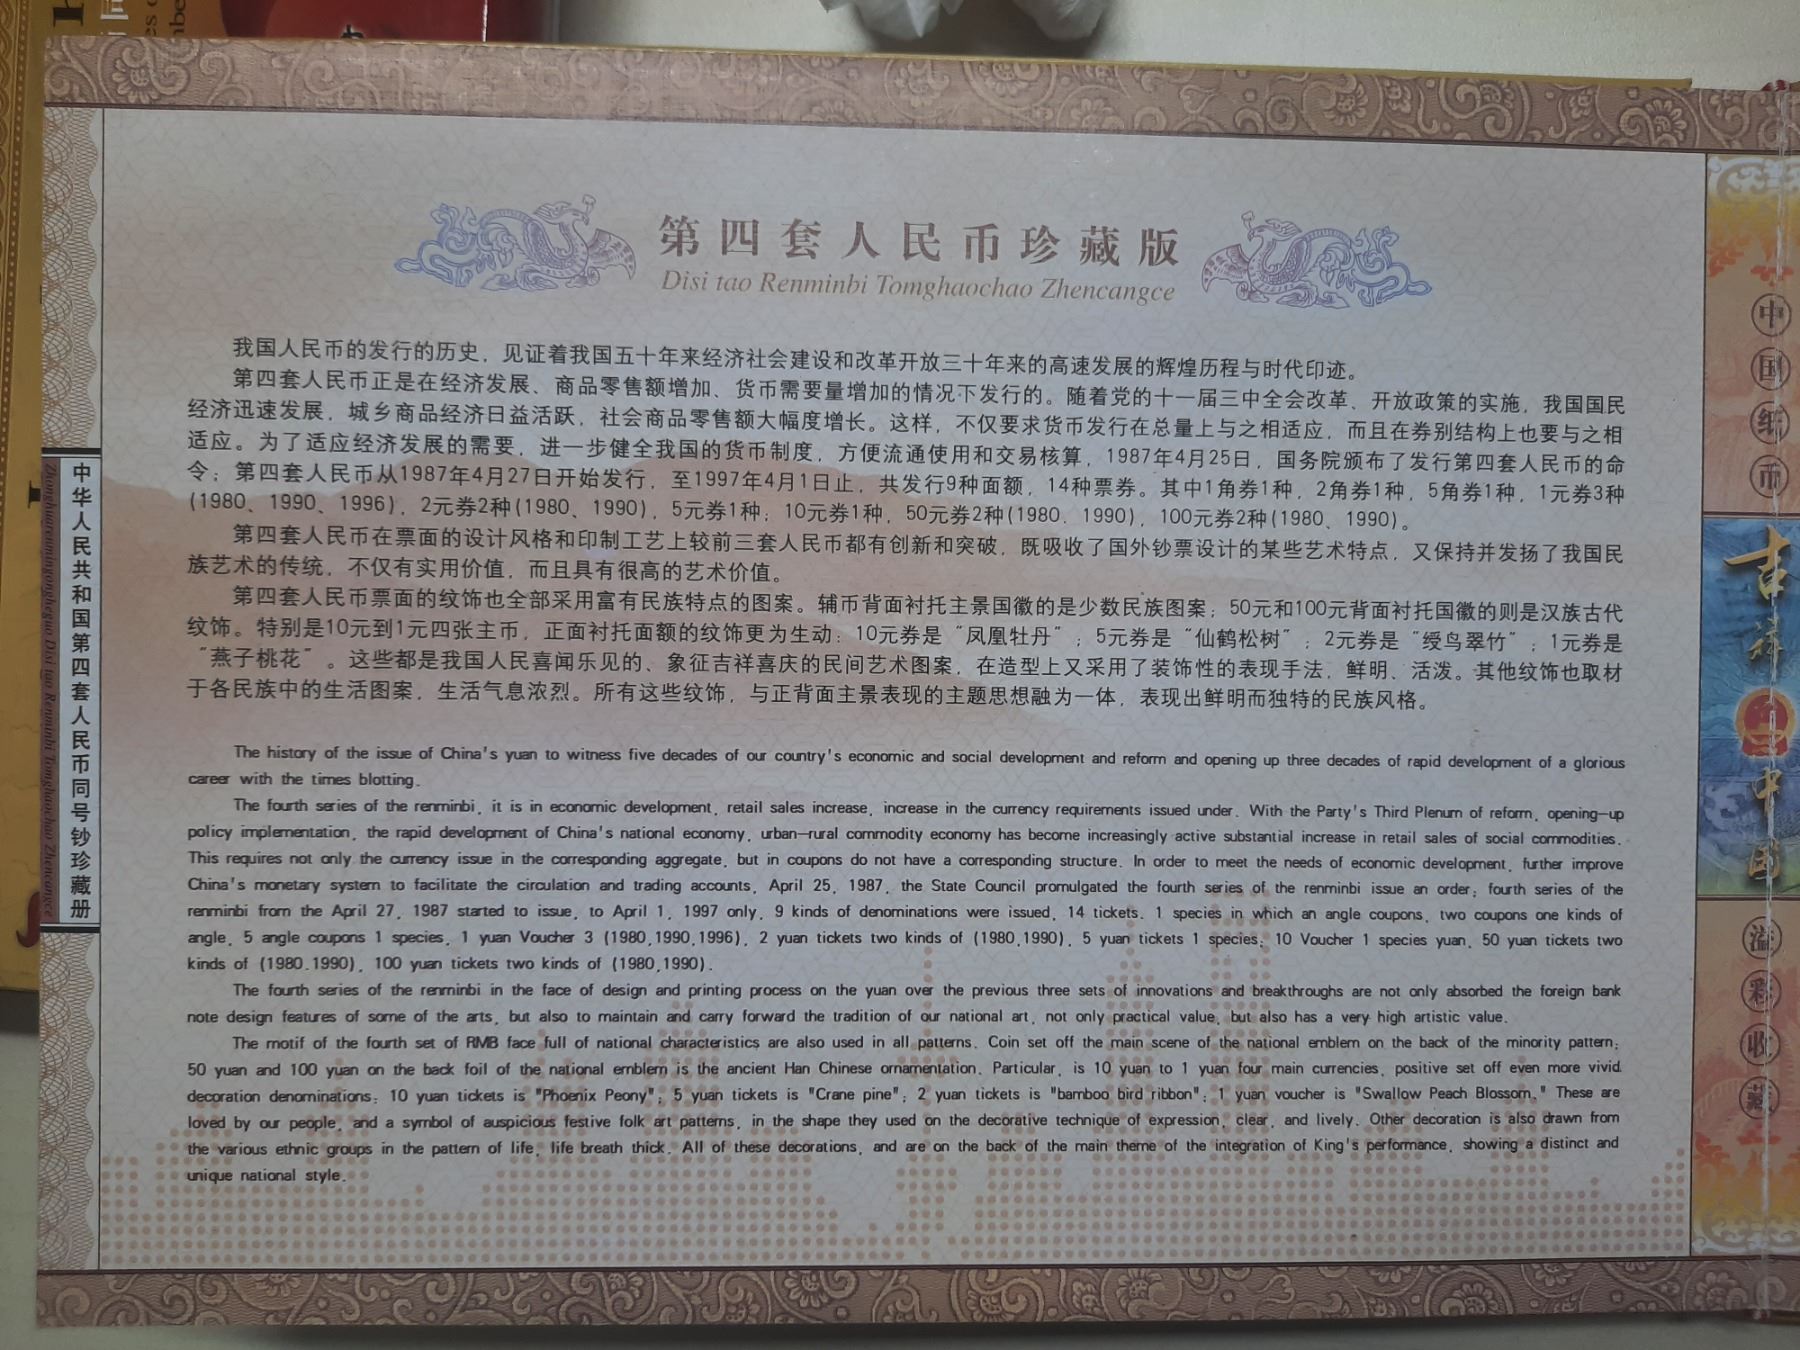 第四套人民币珍藏版
Disi tao Renminbi Tomghaochao Zhencangce
我国人民币的发行的历史，见证着我国五十年来经济社会建设和改革开放三十年来的高速发展的辉煌历程与时代印迹。
第四套人民币正是在经济发展、商品零售额增加、货币需要量增加的情况下发行的。随着党的十一届三中全会改革、开放政策的实施，我国国民
经济迅速发展，城乡商品经济日益活跃，社会商品零售额大幅度增长。这样，不仅要求货币发行在总量上与之相适应，而且在券别结构上也要与之相
适应。为了适应经济发展的需要，进一步健全我国的货币制度，方便流通使用和交易核算，1987年4月25日，国务院颁布了发行第四套人民币的命
令；第四套人民币从1987年4月27日开始发行，至1997年4月1日止，共发行9种面额，14种票券。其中1角券1种，2角券1种，5角券1种，1元券3种
(1980、1990、1996)，2元券2种(1980、1990)，5元券1种；10元券1种，50元券2种(1980．1990)，100元券2种(1980、1990)。
第四套人民币在票面的设计风格和印制工艺上较前三套人民币都有创新和突破，既吸收了国外钞票设计的某些艺术特点，又保持并发扬了我国民
族艺术的传统，不仅有实用价值，而且具有很高的艺术价值。
第四套人民币票面的纹饰也全部采用富有民族特点的图案。辅币背面衬托主景国徽的是少数民族图案；50元和100元背面衬托国徽的则是汉族古代
纹饰。特别是10元到1元四张主币，正面衬托面额的纹饰更为生动：10元券是“凤凰牡丹”；5元券是“仙鹤松树”；2元券是“绶鸟翠竹”；1元券是
“燕子桃花”。这些都是我国人民喜闻乐见的、象征吉祥喜庆的民间艺术图案，在造型上又采用了装饰性的表现手法，鲜明、活泼。其他纹饰也取材
于各民族中的生活图案，生活气息浓烈。所有这些纹饰，与正背面主景表现的主题思想融为一体，表现出鲜明而独特的民族风格。
The history of the issue of China's yuan to witness five decades of our country's economic and social development and reform and opening up three decades of rapid development of a glorious
career with the times blotting.
The fourth series of the renminbi, it is in economic development, retail sales increase, increase in the currency requirements issued under. With the Party's Third Plenum of reform, opening-up
policy implementation, the rapid development of China's national economy, urban-rural commodity economy has become increasingly active substantial increase in retail sales of social commodities.
This requires not only the currency issue in the corresponding aggregate, but in coupons do not have a corresponding structure. In order to meet the needs of economic development, further improve
China's monetary system to facilitate the circulation and trading accounts, April 25, 1987, the State Council promulgated the fourth series of the renminbi issue an order; fourth series of the
renminbi from the April 27, 1987 started to issue, to April 1, 1997 only, 9 kinds of denominations were issued, 14 tickets. 1 species in which an angle coupons, two coupons one kinds of
angle, 5 angle coupons 1 species, 1 yuan Voucher 3 (1980,1990,1996), 2 yuan tickets two kinds of (1980,1990), 5 yuan tickets 1 species; 10 Voucher 1 species yuan, 50 yuan tickets two
kinds of (1980.1990), 100 yuan tickets two kinds of (1980,1990).
The fourth series of the renminbi in the face of design and printing process on the yuan over the previous three sets of innovations and breakthroughs are not only absorbed the foreign bank
note design features of some of the arts, but also to maintain and carry forward the tradition of our national art, not only practical value, but also has a very high artistic value.
The motif of the fourth set of RMB face full of national characteristics are also used in all patterns. Coin set off the main scene of the national emblem on the back of the minority pattern;
50 yuan and 100 yuan on the back foil of the national emblem is the ancient Han Chinese ornamentation. Particular, is 10 yuan to 1 yuan four main currencies, positive set off even more vivid
decoration denominations: 10 yuan tickets is "Phoenix Peony"; 5 yuan tickets is "Crane pine"; 2 yuan tickets is "bamboo bird ribbon"; 1 yuan voucher is "Swallow Peach Blossom." These are
loved by our people, and a symbol of auspicious festive folk art patterns, in the shape they used on the decorative technique of expression, clear, and lively. Other decoration is also drawn from
the various ethnic groups in the pattern of life, life breath thick. All of these decorations, and are on the back of the main theme of the integration of King's performance, showing a distinct and
unique national style.
中华人民共和国第四套人民币同号钞珍藏册
Zhonghuarenmingongheguo Disi tao Renminbi Tomghaochao Zhencangce
中国纸币
吉祥中国
溢彩收藏